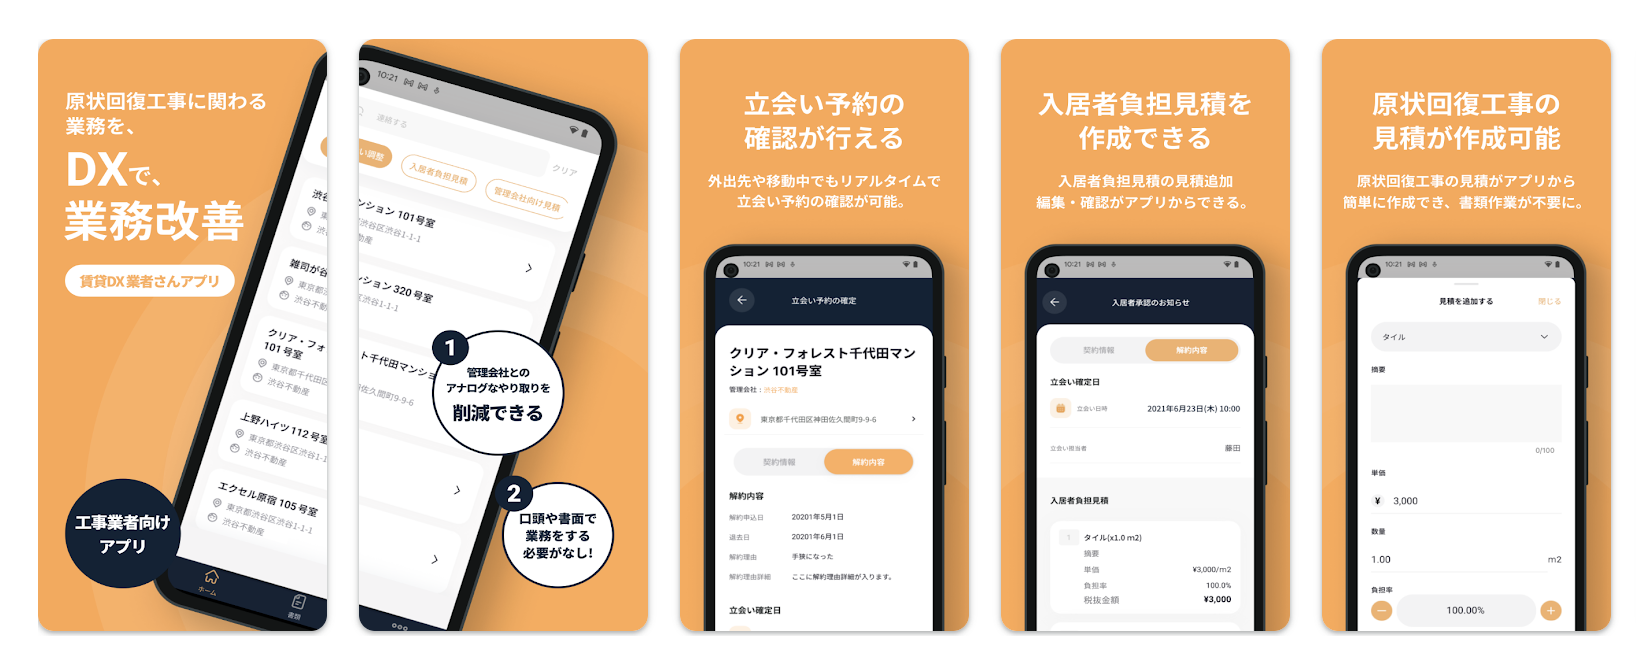 原状回復工事に関わる
業務を、
DXで、
業務改善
賃貸DX 業者さんアプリ
雑司が谷
東京都
渋谷不
クリア・フォ
101号室
東京都千代田区
渋谷不動産
上野ハイツ 112号室
東京都渋谷区渋谷1-1
渋谷不動産
エクセル原宿 105号室
東京都渋谷区渋谷1-1-1
渋谷不動産
工事業者向け
アプリ
ホーム
書類
10:21
連絡する
クリア
い調整
入居者負担見積
管理会社向け見積
ンション 101号室
渋谷区渋谷1-1-1
動産
ンション 320号室
渋谷区渋谷1-1-1
スト千代田マンショ
佐久間町9-9-6
1
管理会社との
アナログなやり取りを
削減できる
2
口頭や書面で
業務をする
必要がなし!
立会い予約の
確認が行える
外出先や移動中でもリアルタイムで
立会い予約の確認が可能。
10:21
立会い予約の確定
クリア・フォレスト千代田マン
ション 101号室
管理会社：渋谷不動産
東京都千代田区神田佐久間町9-9-6
契約情報
解約内容
解約内容
解約申込日 20201年5月1日
退去日 20201年6月1日
解約理由 手狭になった
解約理由詳細 ここに解約理由詳細が入ります。
立会い確定日
入居者負担見積を
作成できる
入居者負担見積の見積追加
編集・確認がアプリからできる。
10:21
入居者承認のお知らせ
契約情報
解約内容
立会い確定日
立会い日時 2021年6月23日(木) 10:00
立会い担当者 藤田
入居者負担見積
1 タイル(x1.0 m2)
摘要
単価 ¥3,000/m2
負担率 100.0%
税抜金額 ¥3,000
原状回復工事の
見積が作成可能
原状回復工事の見積がアプリから
簡単に作成でき、書類作業が不要に。
10:21
見積を追加する 閉じる
タイル
摘要
0/100
単価
¥ 3,000
数量
1.00 m2
負担率
100.00%